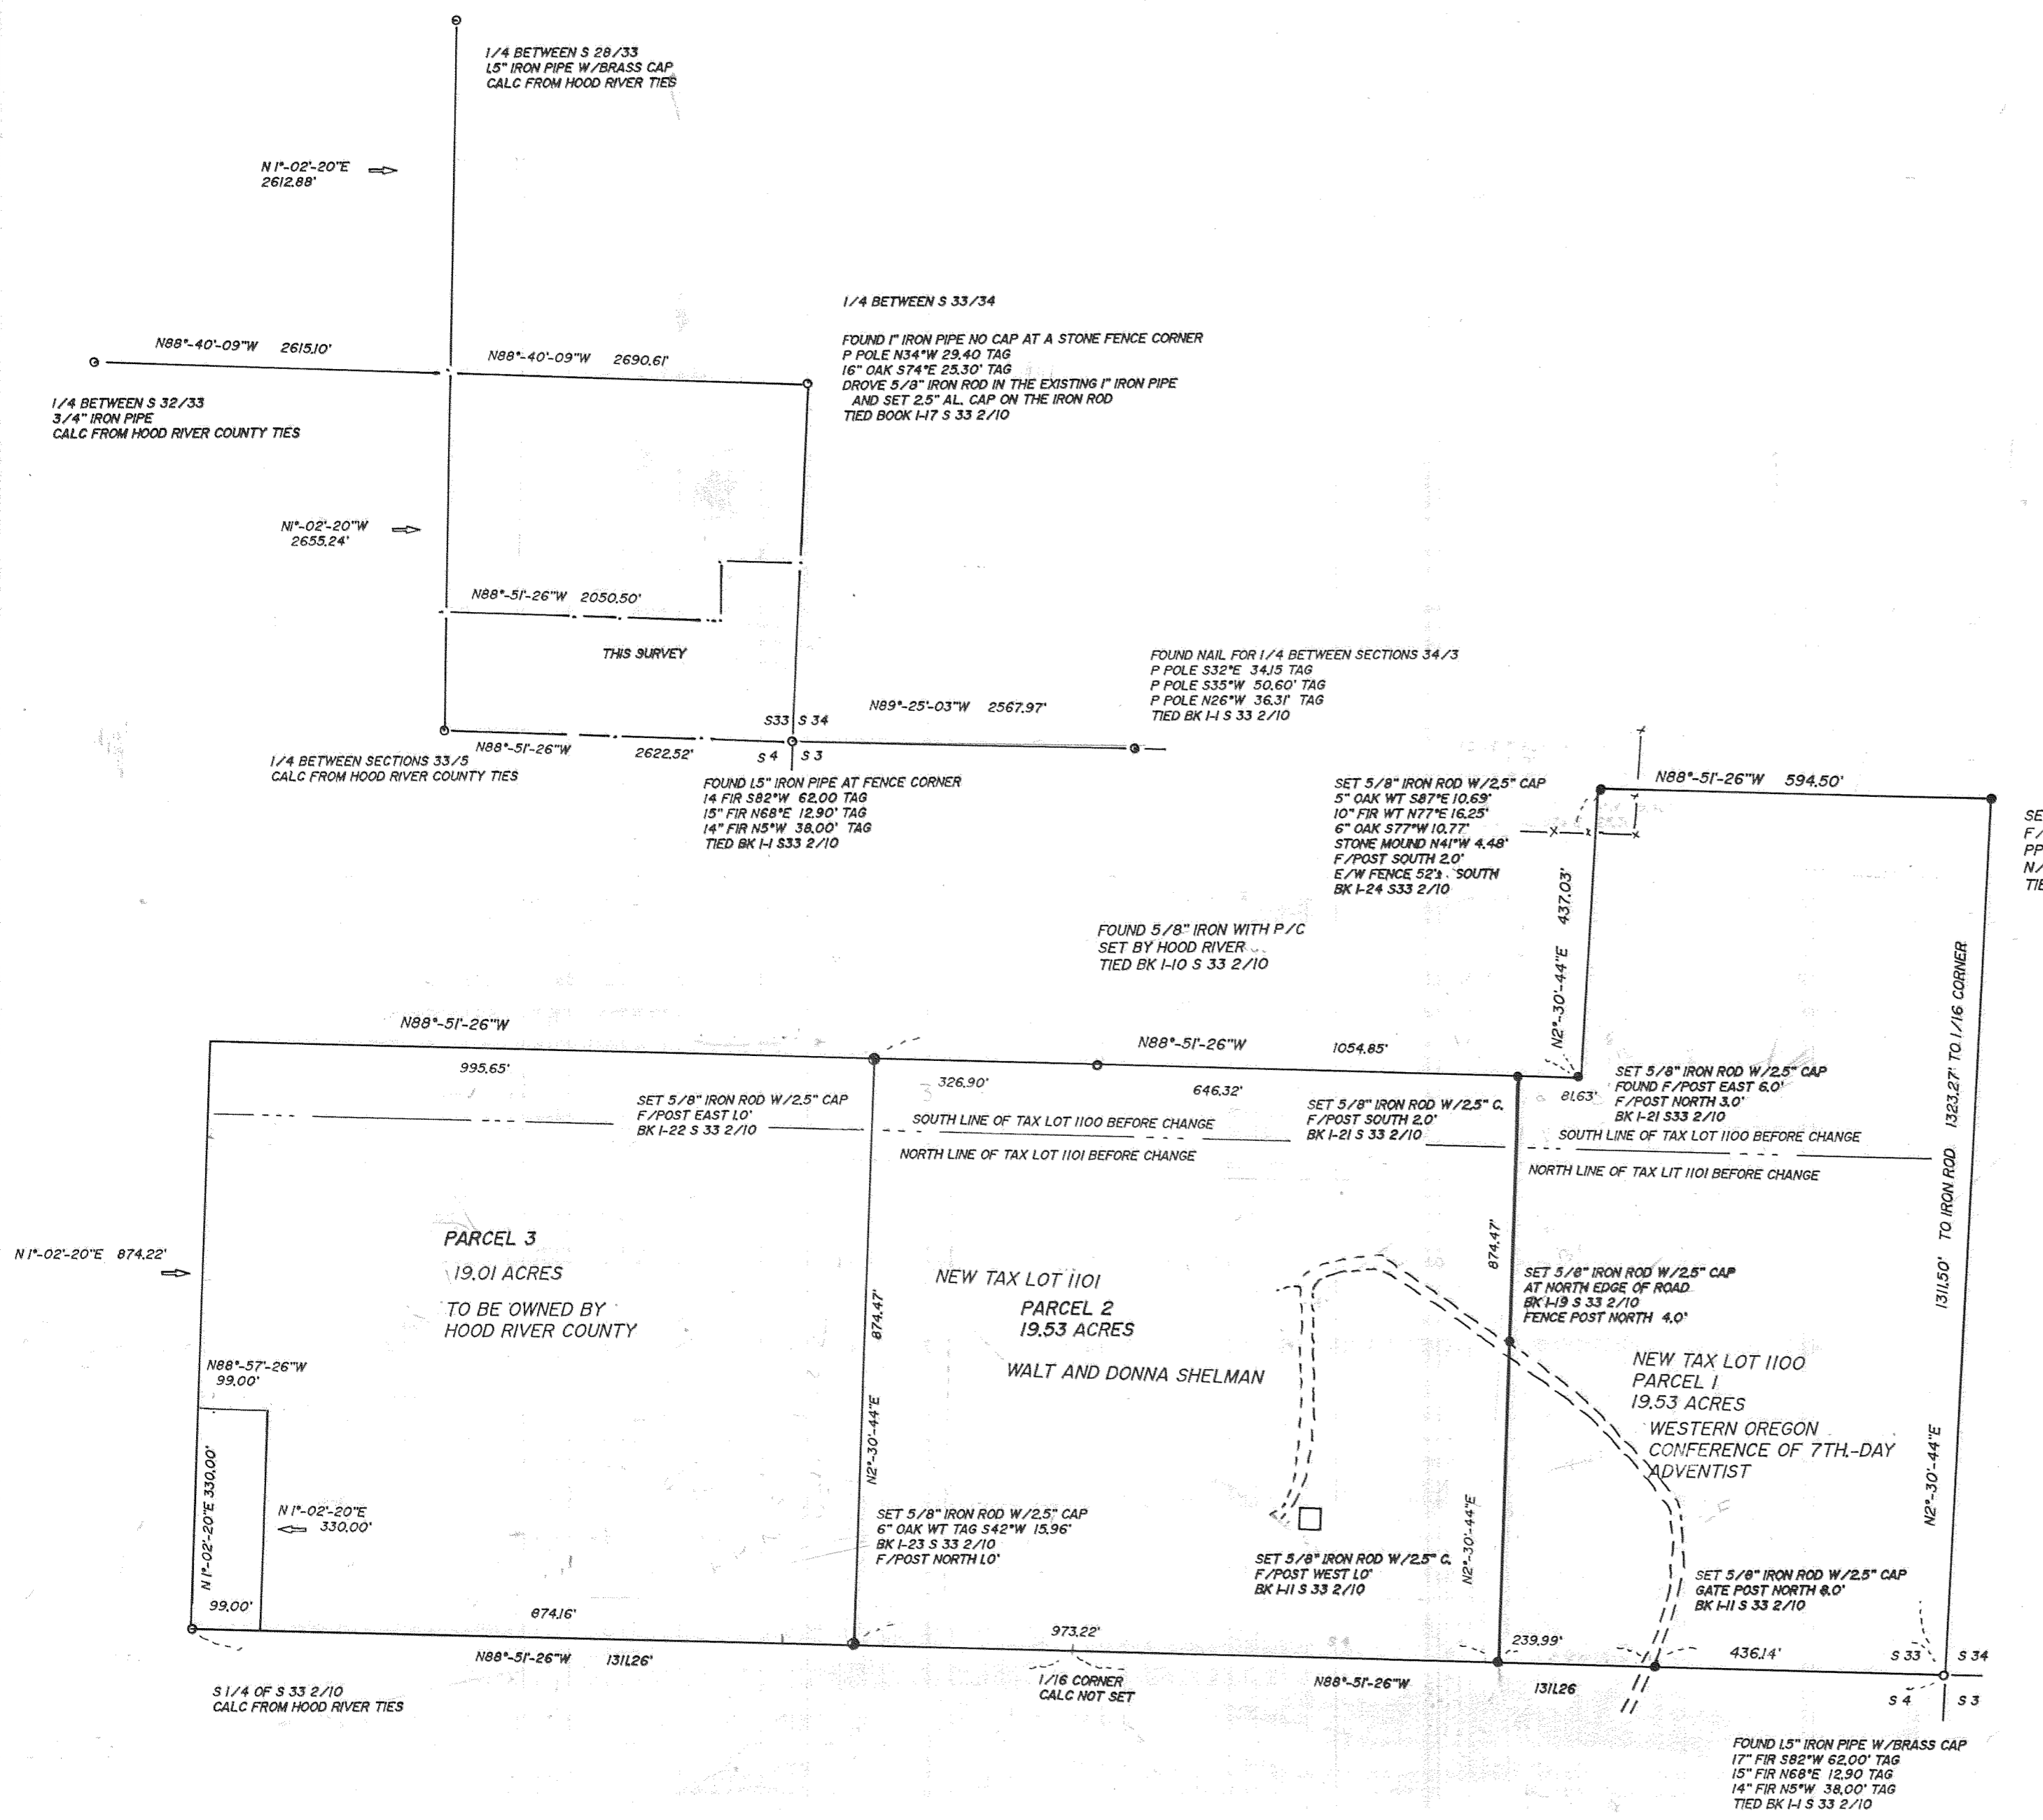 1/4 BETWEEN S 28/33
1.5" IRON PIPE W/BRASS CAP
CALC FROM HOOD RIVER TIES
N 1°-02'-20"E
2612.88'
1/4 BETWEEN S 33/34
FOUND 1" IRON PIPE NO CAP AT A STONE FENCE CORNER
P POLE N34°W 29.40 TAG
16" OAK S74°E 25.30' TAG
DROVE 5/8" IRON ROD IN THE EXISTING 1" IRON PIPE
AND SET 2.5" AL. CAP ON THE IRON ROD
TIED BOOK 1-17 S 33 2/10
N88°-40'-09"W 2615.10'
N88°-40'-09"W 2690.61'
1/4 BETWEEN S 32/33
3/4" IRON PIPE
CALC FROM HOOD RIVER COUNTY TIES
N1°-02'-20"W
2655.24'
N88°-51'-26"W 2050.50'
THIS SURVEY
FOUND NAIL FOR 1/4 BETWEEN SECTIONS 34/3
P POLE S32°E 34.15 TAG
P POLE S35°W 50.60' TAG
P POLE N26°W 36.31' TAG
TIED BK 1-1 S 33 2/10
S33 S 34
N89°-25'-03"W 2567.97'
N88°-51'-26"W 2622.52'
S 4 S 3
1/4 BETWEEN SECTIONS 33/5
CALC FROM HOOD RIVER COUNTY TIES
FOUND 1.5" IRON PIPE AT FENCE CORNER
14 FIR S82°W 62.00 TAG
15" FIR N68°E 12.90 TAG
14" FIR N5°W 38.00' TAG
TIED BK 1-1 S33 2/10
SET 5/8" IRON ROD W/2.5" CAP
5" OAK WT S87°E 10.69'
10" FIR WT N77°E 16.25'
6" OAK S77°W 10.77'
STONE MOUND N41°W 4.48'
F/POST SOUTH 2.0'
E/W FENCE 52'± SOUTH
BK 1-24 S33 2/10
N88°-51'-26"W 594.50'
SE
F/
PP
N/
TIE
N2°-30'-44"E 437.03'
FOUND 5/8" IRON WITH P/C
SET BY HOOD RIVER
TIED BK 1-10 S 33 2/10
N88°-51'-26"W
995.65'
N88°-51'-26"W 1054.85'
326.90'
646.32'
81.63'
SET 5/8" IRON ROD W/2.5" CAP
F/POST EAST 1.0'
BK 1-22 S 33 2/10
SET 5/8" IRON ROD W/2.5" C.
F/POST SOUTH 2.0'
BK 1-21 S 33 2/10
SET 5/8" IRON ROD W/2.5" CAP
FOUND F/POST EAST 6.0'
F/POST NORTH 3.0'
BK 1-21 S33 2/10
SOUTH LINE OF TAX LOT 1100 BEFORE CHANGE
NORTH LINE OF TAX LOT 1101 BEFORE CHANGE
SOUTH LINE OF TAX LOT 1100 BEFORE CHANGE
NORTH LINE OF TAX LIT 1101 BEFORE CHANGE
1311.50' TO IRON ROD 1323.27' TO 1/16 CORNER
N2°-30'-44"E
N 1°-02'-20"E 874.22'
PARCEL 3
19.01 ACRES
TO BE OWNED BY
HOOD RIVER COUNTY
874.47'
N2°-30'-44"E
NEW TAX LOT 1101
PARCEL 2
19.53 ACRES
WALT AND DONNA SHELMAN
874.47'
N2°-30'-44"E
SET 5/8" IRON ROD W/2.5" CAP
AT NORTH EDGE OF ROAD
BK 1-19 S 33 2/10
FENCE POST NORTH 4.0'
NEW TAX LOT 1100
PARCEL 1
19.53 ACRES
WESTERN OREGON
CONFERENCE OF 7TH.-DAY
ADVENTIST
N88°-57'-26"W
99.00'
N 1°-02'-20"E 330.00'
N 1°-02'-20"E
330.00'
99.00'
SET 5/8" IRON ROD W/2.5" CAP
6" OAK WT TAG S42°W 15.96'
BK 1-23 S 33 2/10
F/POST NORTH 1.0'
SET 5/8" IRON ROD W/2.5" C.
F/POST WEST 1.0'
BK 1-11 S 33 2/10
SET 5/8" IRON ROD W/2.5" CAP
GATE POST NORTH 8.0'
BK 1-11 S 33 2/10
874.16'
973.22'
239.99'
436.14'
S 33 S 34
S 4 S 3
N88°-51'-26"W 1311.26'
1/16 CORNER
CALC NOT SET
N88°-51'-26"W 1311.26
S 1/4 OF S 33 2/10
CALC FROM HOOD RIVER TIES
FOUND 1.5" IRON PIPE W/BRASS CAP
17" FIR S82°W 62.00' TAG
15" FIR N68°E 12.90 TAG
14" FIR N5°W 38.00' TAG
TIED BK 1-1 S 33 2/10